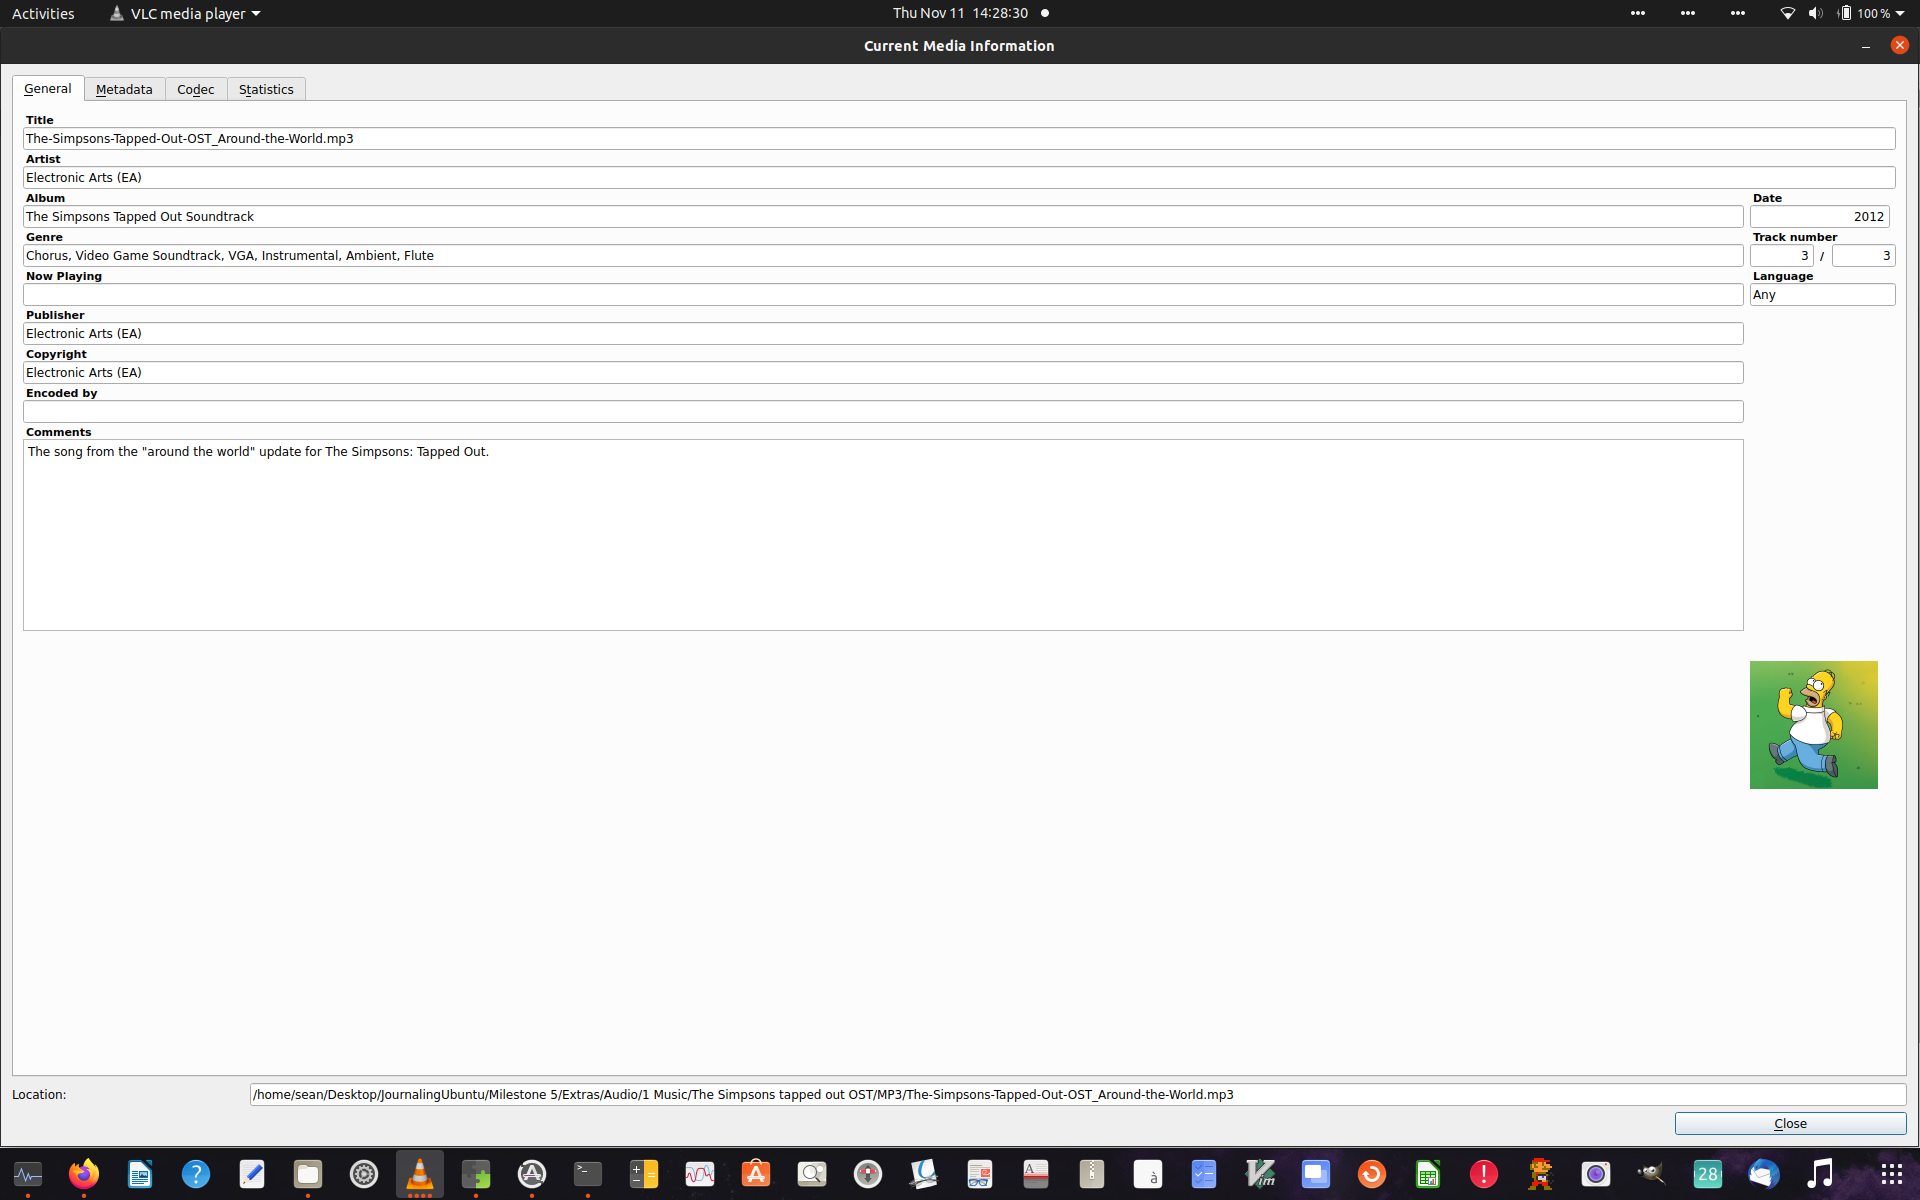 Activities VLC media player Thu Nov 11 14:28:30 100 %
Current Media Information
General Metadata Codec Statistics
Title
The-Simpsons-Tapped-Out-OST_Around-the-World.mp3
Artist
Electronic Arts (EA)
Album Date
The Simpsons Tapped Out Soundtrack 2012
Genre Track number
Chorus, Video Game Soundtrack, VGA, Instrumental, Ambient, Flute 3 / 3
Now Playing Language
Any
Publisher
Electronic Arts (EA)
Copyright
Electronic Arts (EA)
Encoded by
Comments
The song from the "around the world" update for The Simpsons: Tapped Out.
Location: /home/sean/Desktop/JournalingUbuntu/Milestone 5/Extras/Audio/1 Music/The Simpsons tapped out OST/MP3/The-Simpsons-Tapped-Out-OST_Around-the-World.mp3
Close
? >_ A A à Vim ! 28